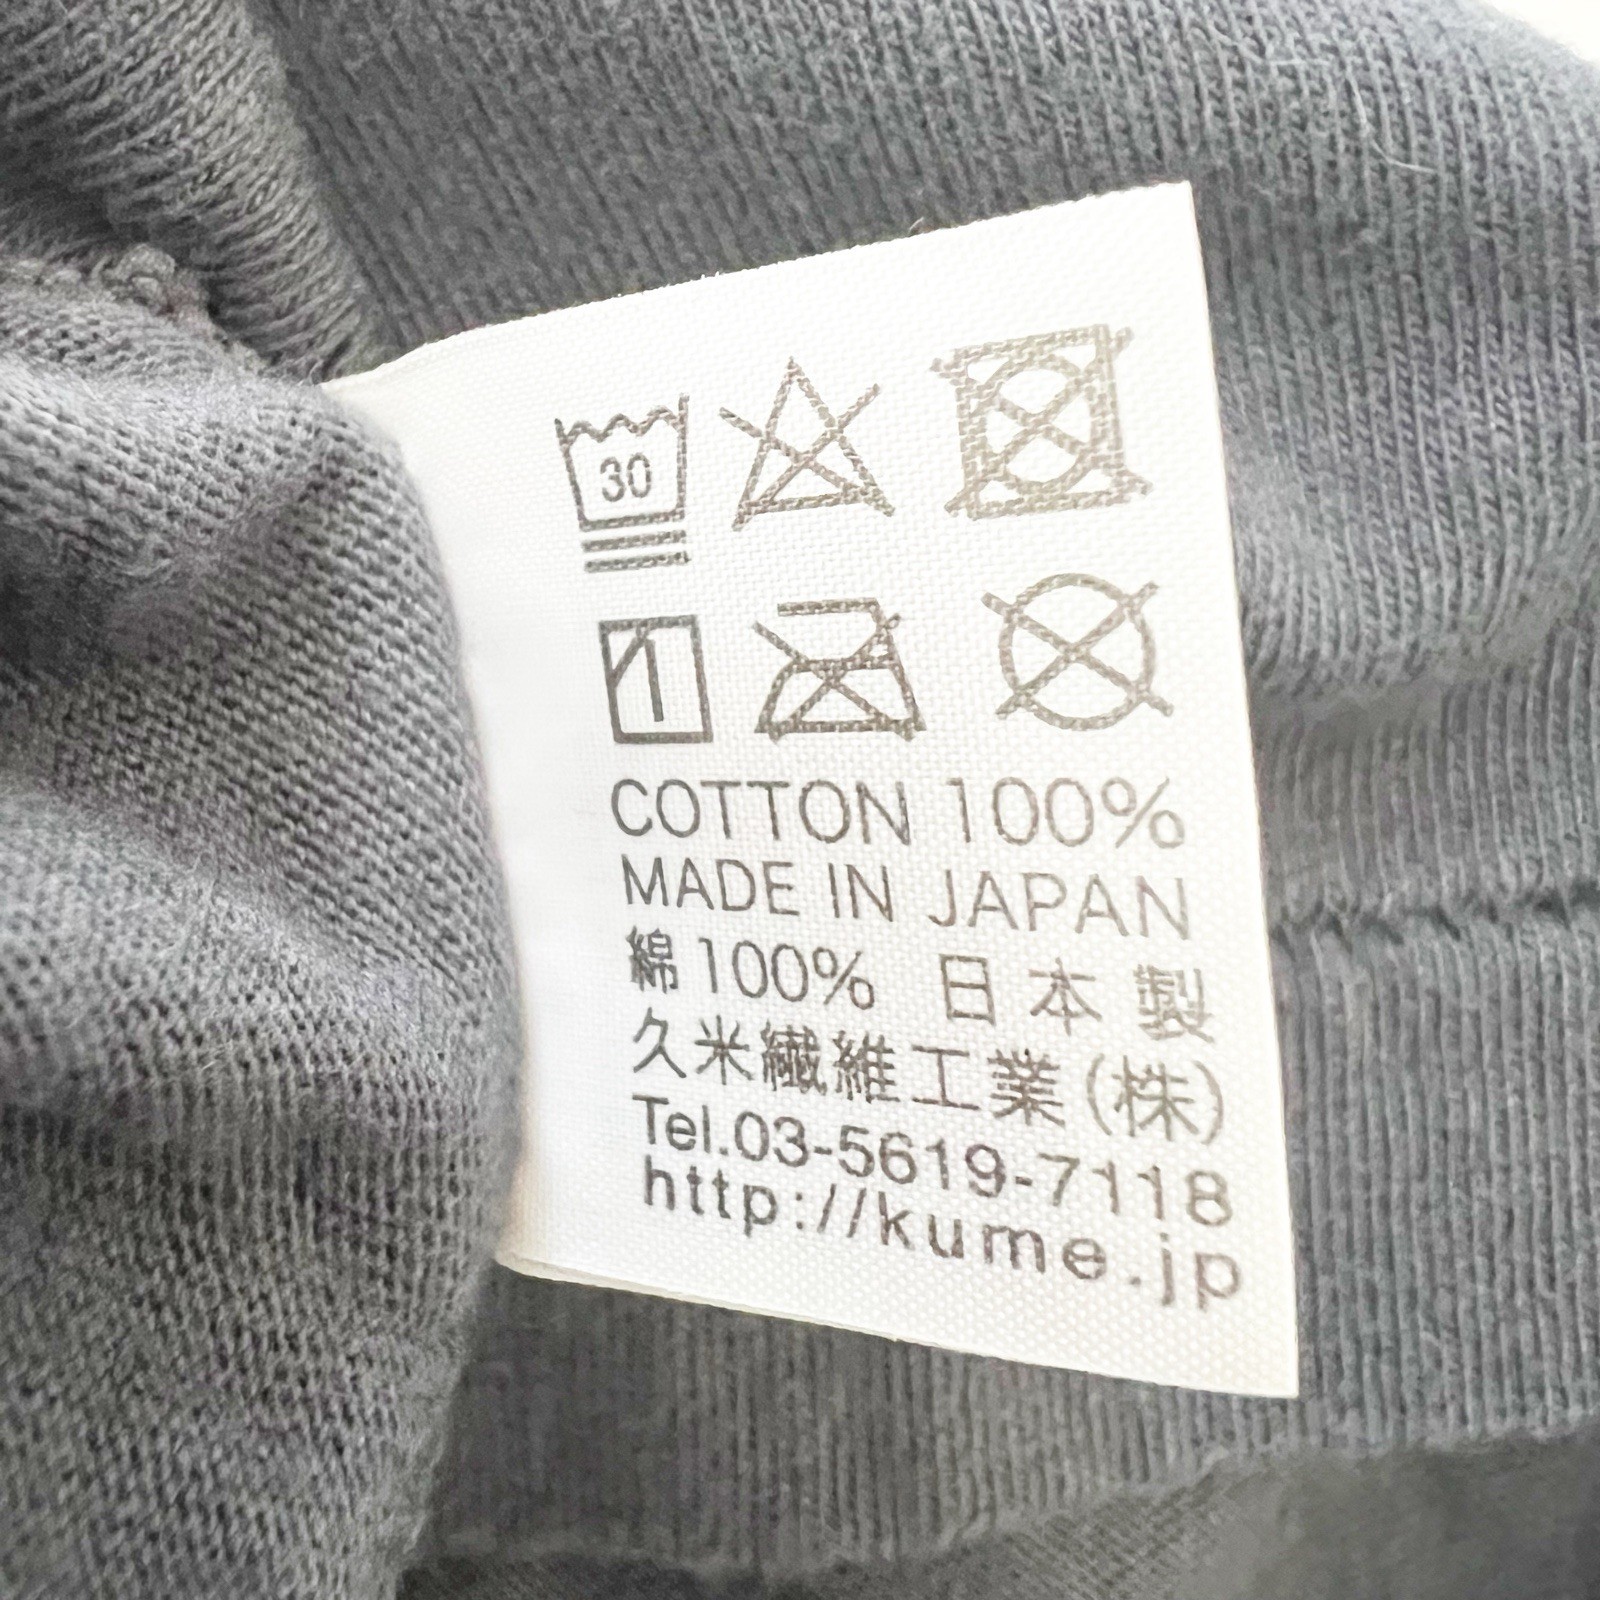 30
COTTON 100%
MADE IN JAPAN
綿100% 日本製
久米繊維工業(株)
Tel.03-5619-7118
http://kume.jp